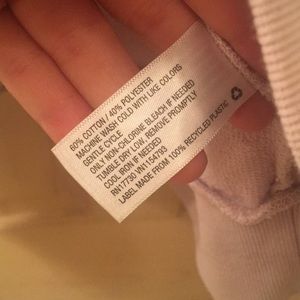 60% COTTON / 40% POLYESTER
MACHINE WASH COLD WITH LIKE COLORS
GENTLE CYCLE
ONLY NON-CHLORINE BLEACH IF NEEDED
TUMBLE DRY LOW. REMOVE PROMPTLY
COOL IRON IF NEEDED
RN17730 VN1154793
LABEL MADE FROM 100% RECYCLED PLASTIC